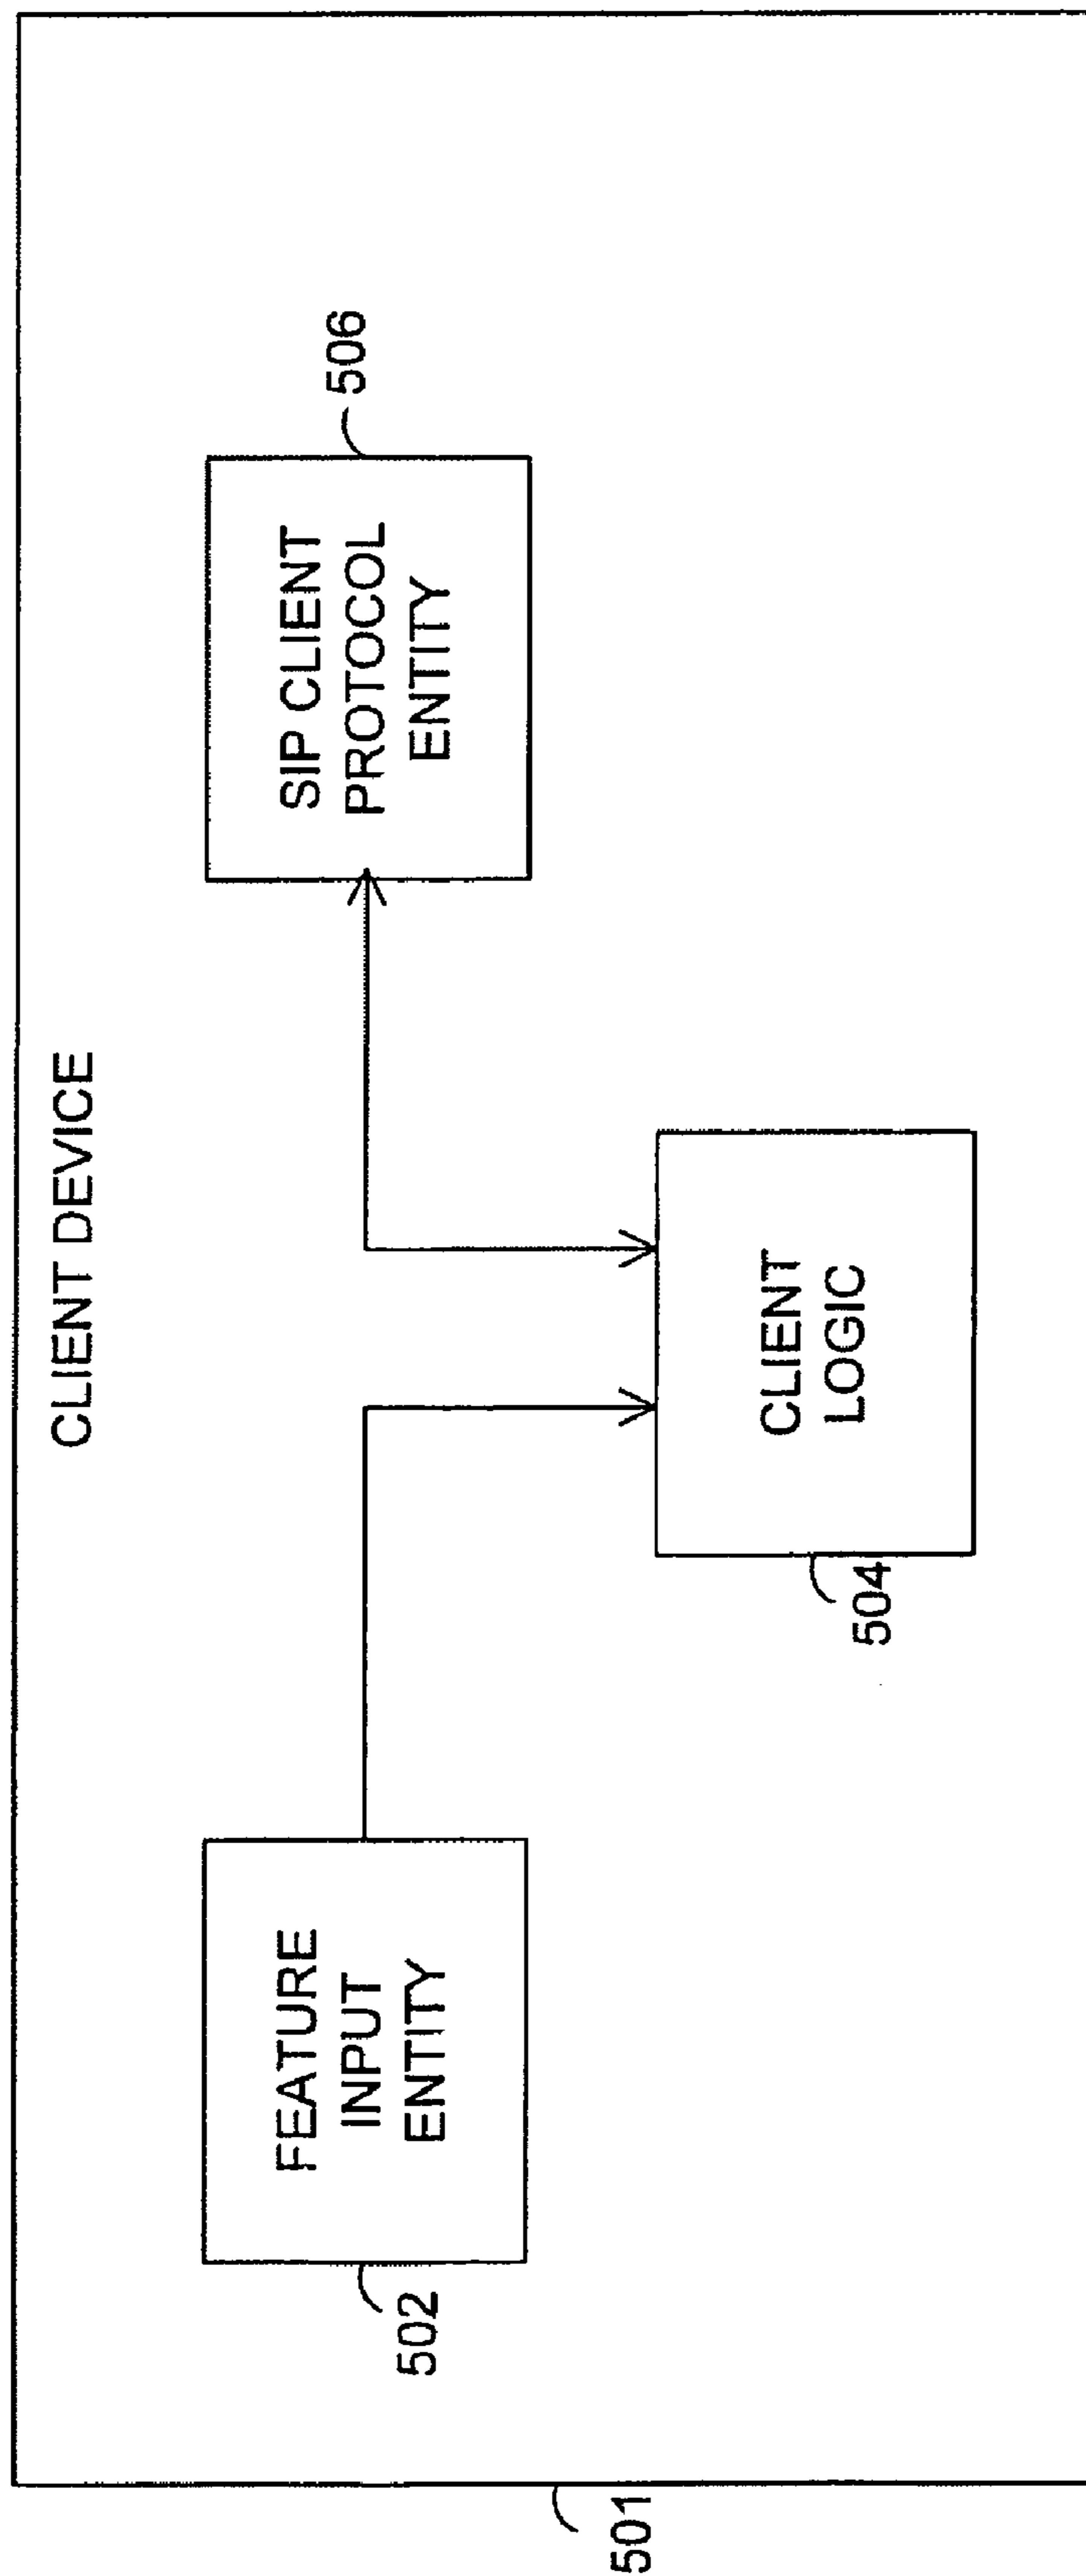 CLIENT DEVICE
FEATURE
INPUT
ENTITY
502
SIP CLIENT
PROTOCOL
ENTITY
506
CLIENT
LOGIC
504
501